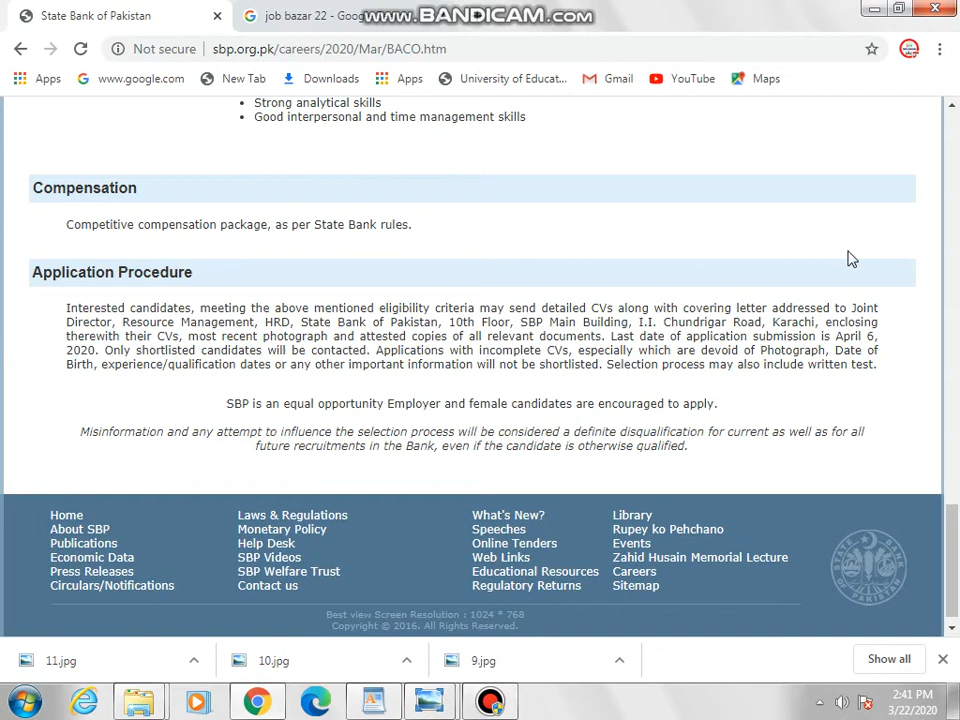 State Bank of Pakistan
job bazar 22 - Goog
www.BANDICAM.com
Not secure
sbp.org.pk/careers/2020/Mar/BACO.htm
Apps
www.google.com
New Tab
Downloads
Apps
University of Educat...
Gmail
YouTube
Maps
• Strong analytical skills
• Good interpersonal and time management skills
Compensation
Competitive compensation package, as per State Bank rules.
Application Procedure
Interested candidates, meeting the above mentioned eligibility criteria may send detailed CVs along with covering letter addressed to Joint
Director, Resource Management, HRD, State Bank of Pakistan, 10th Floor, SBP Main Building, I.I. Chundrigar Road, Karachi, enclosing
therewith their CVs, most recent photograph and attested copies of all relevant documents. Last date of application submission is April 6,
2020. Only shortlisted candidates will be contacted. Applications with incomplete CVs, especially which are devoid of Photograph, Date of
Birth, experience/qualification dates or any other important information will not be shortlisted. Selection process may also include written test.
SBP is an equal opportunity Employer and female candidates are encouraged to apply.
Misinformation and any attempt to influence the selection process will be considered a definite disqualification for current as well as for all
future recruitments in the Bank, even if the candidate is otherwise qualified.
Home
About SBP
Publications
Economic Data
Press Releases
Circulars/Notifications
Laws & Regulations
Monetary Policy
Help Desk
SBP Videos
SBP Welfare Trust
Contact us
What's New?
Speeches
Online Tenders
Web Links
Educational Resources
Regulatory Returns
Library
Rupey ko Pehchano
Events
Zahid Husain Memorial Lecture
Careers
Sitemap
STATE BANK OF PAKISTAN
Best view Screen Resolution : 1024 * 768
Copyright © 2016. All Rights Reserved.
11.jpg
10.jpg
9.jpg
Show all
2:41 PM
3/22/2020